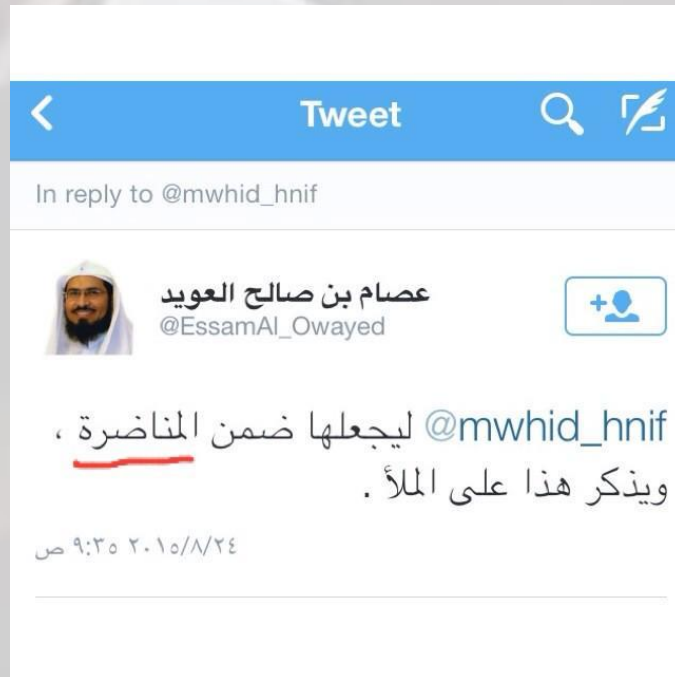 Tweet
In reply to @mwhid_hnif
عصام بن صالح العويد
@EssamAl_Owayed
@mwhid_hnif ليجعلها ضمن المناضرة ،
ويذكر هذا على الملأ .
٢٠١٥/٨/٢٤ ٩:٣٥ ص